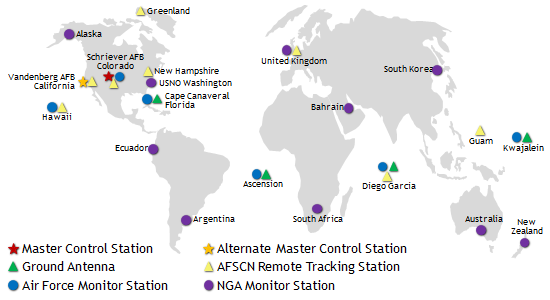 Greenland
Alaska
Schriever AFB
Colorado
Vandenberg AFB
California
New Hampshire
USNO Washington
Cape Canaveral
Florida
Hawaii
United Kingdom
South Korea
Bahrain
Guam
Kwajalein
Ecuador
Ascension
Diego Garcia
Argentina
South Africa
Australia
New
Zealand
Master Control Station
Alternate Master Control Station
Ground Antenna
AFSCN Remote Tracking Station
Air Force Monitor Station
NGA Monitor Station